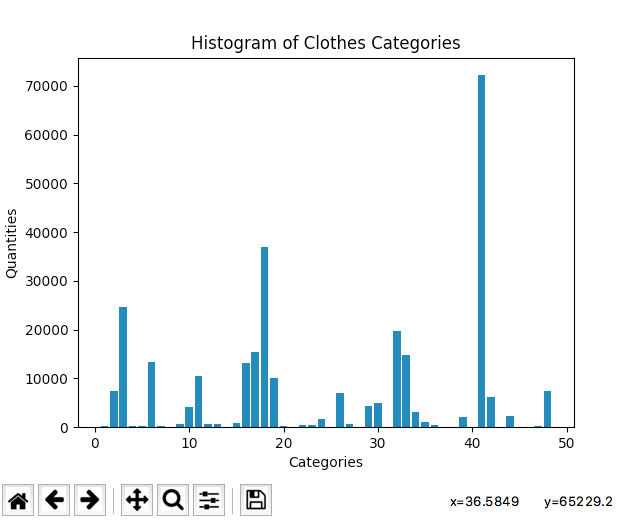 Histogram of Clothes Categories
Quantities
70000
60000
50000
40000
30000
20000
10000
0
0 10 20 30 40 50
Categories
x=36.5849 y=65229.2